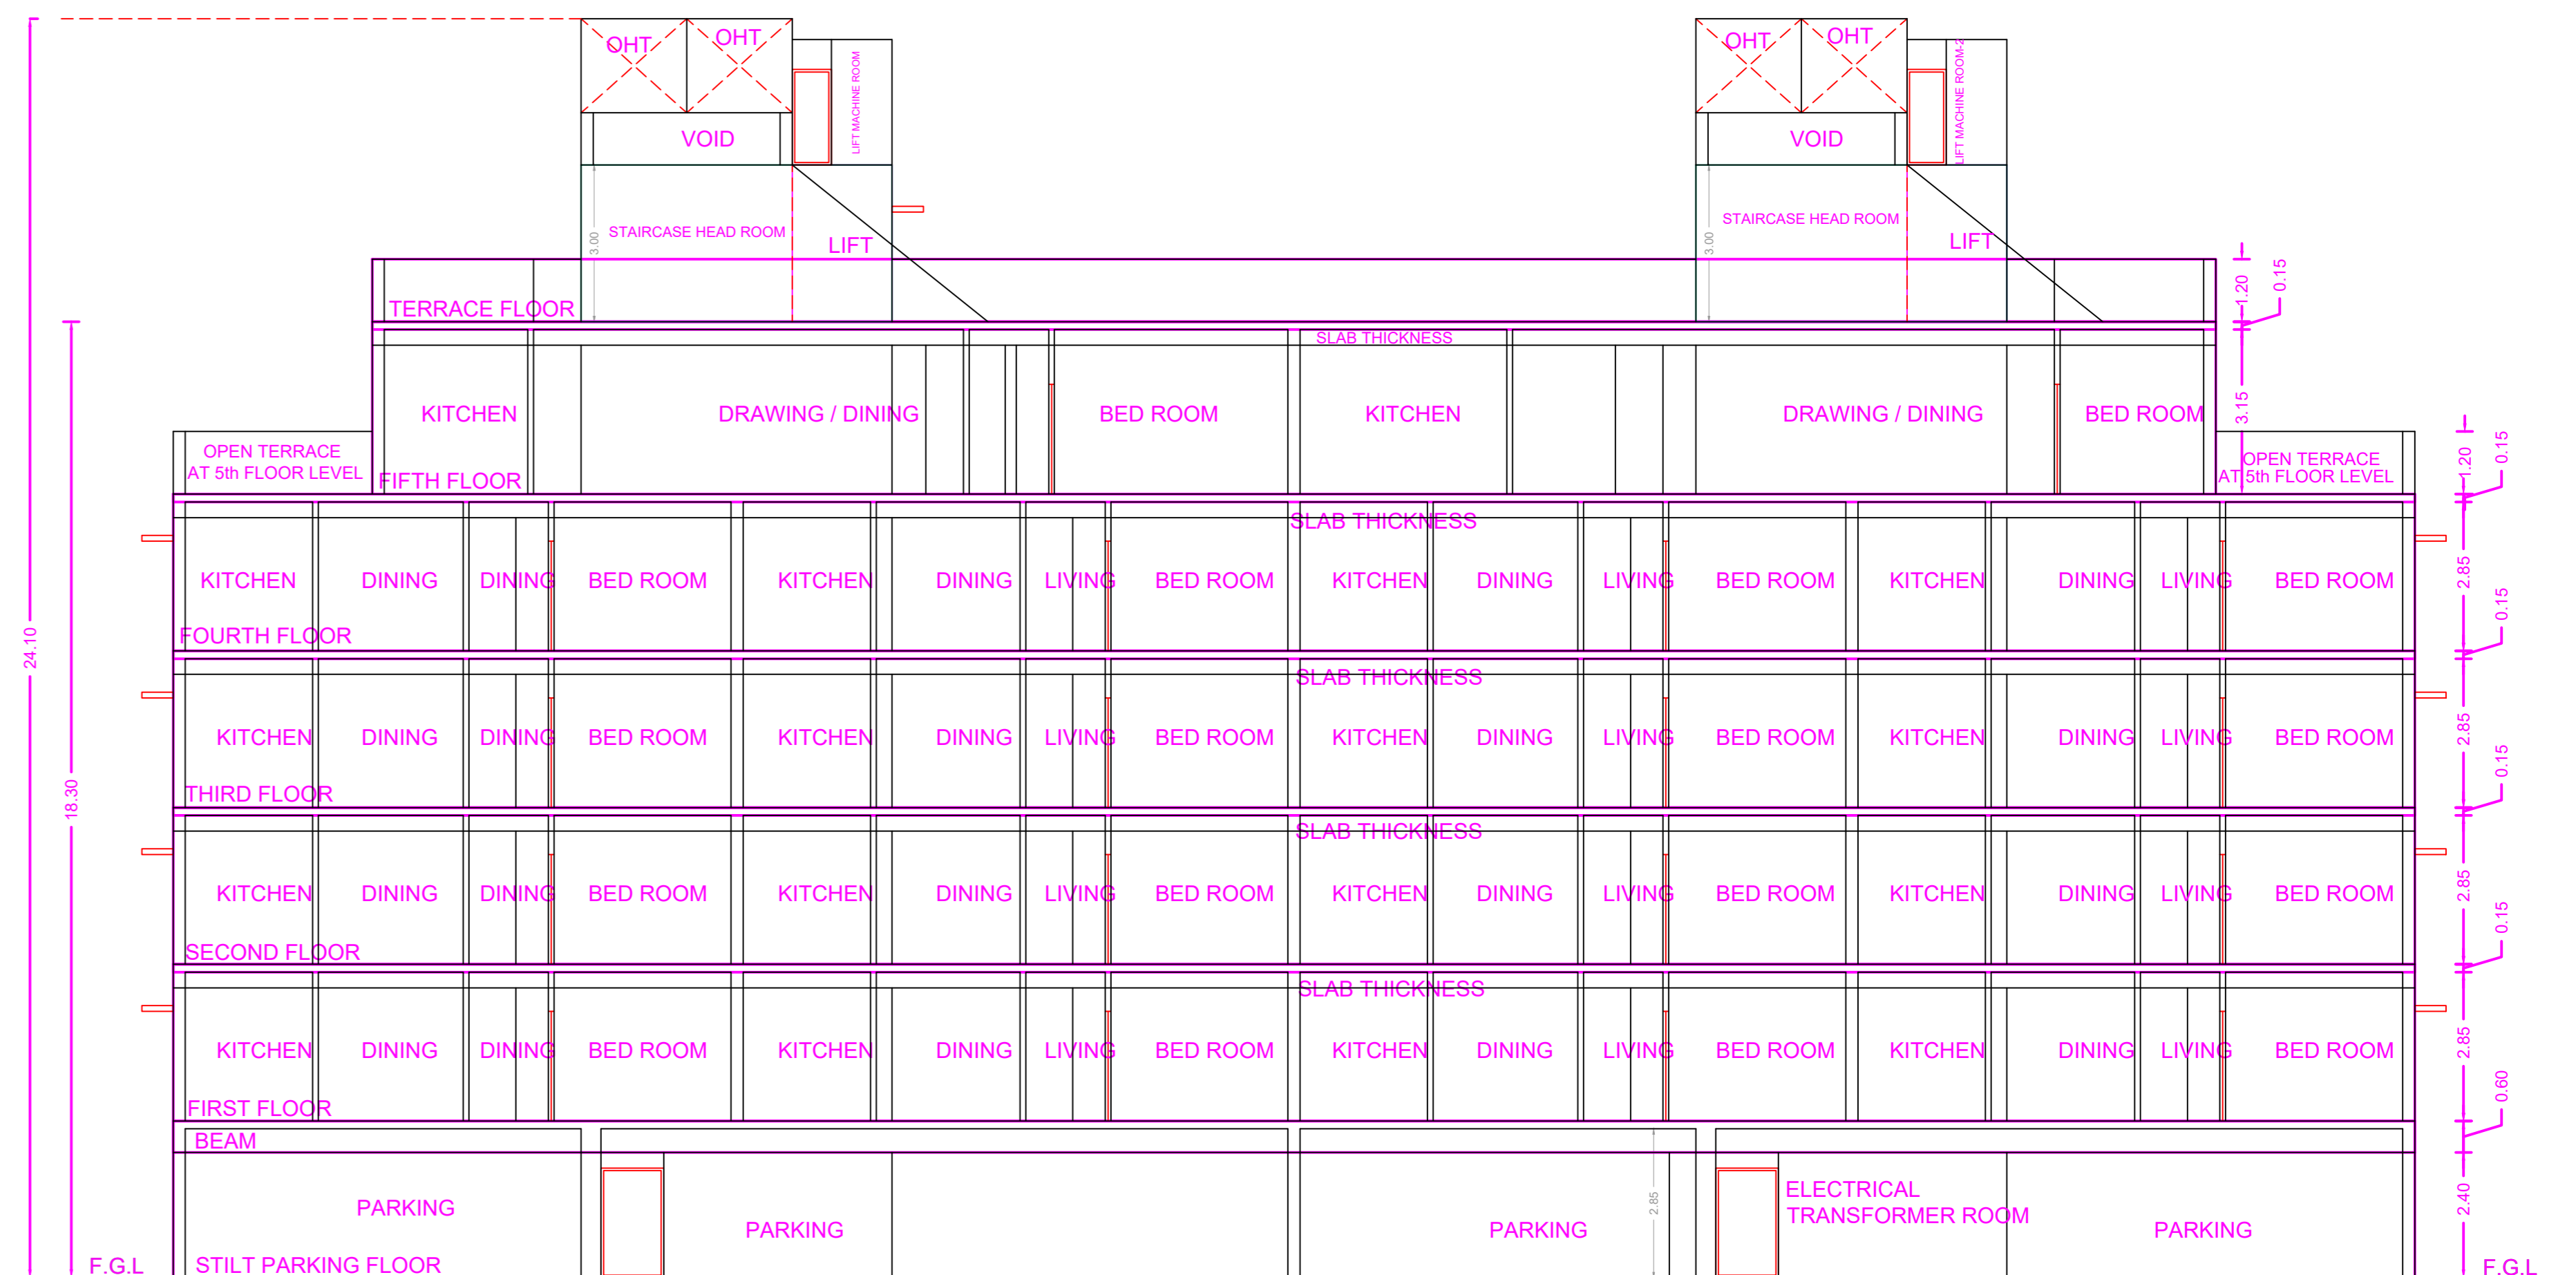 OHT
OHT
OHT
OHT
LIFT MACHINE ROOM
LIFT MACHINE ROOM-2
VOID
VOID
3.00
STAIRCASE HEAD ROOM
LIFT
3.00
STAIRCASE HEAD ROOM
LIFT
TERRACE FLOOR
1.20
0.15
SLAB THICKNESS
KITCHEN
DRAWING / DINING
BED ROOM
KITCHEN
DRAWING / DINING
BED ROOM
3.15
OPEN TERRACE
AT 5th FLOOR LEVEL
FIFTH FLOOR
OPEN TERRACE
AT 5th FLOOR LEVEL
1.20
0.15
SLAB THICKNESS
KITCHEN DINING DINING BED ROOM KITCHEN DINING LIVING BED ROOM KITCHEN DINING LIVING BED ROOM KITCHEN DINING LIVING BED ROOM
2.85
FOURTH FLOOR
0.15
24.10
SLAB THICKNESS
KITCHEN DINING DINING BED ROOM KITCHEN DINING LIVING BED ROOM KITCHEN DINING LIVING BED ROOM KITCHEN DINING LIVING BED ROOM
2.85
THIRD FLOOR
0.15
18.30
SLAB THICKNESS
KITCHEN DINING DINING BED ROOM KITCHEN DINING LIVING BED ROOM KITCHEN DINING LIVING BED ROOM KITCHEN DINING LIVING BED ROOM
2.85
SECOND FLOOR
0.15
SLAB THICKNESS
KITCHEN DINING DINING BED ROOM KITCHEN DINING LIVING BED ROOM KITCHEN DINING LIVING BED ROOM KITCHEN DINING LIVING BED ROOM
2.85
FIRST FLOOR
0.60
BEAM
PARKING
PARKING
PARKING
2.85
ELECTRICAL
TRANSFORMER ROOM
PARKING
2.40
F.G.L
STILT PARKING FLOOR
F.G.L